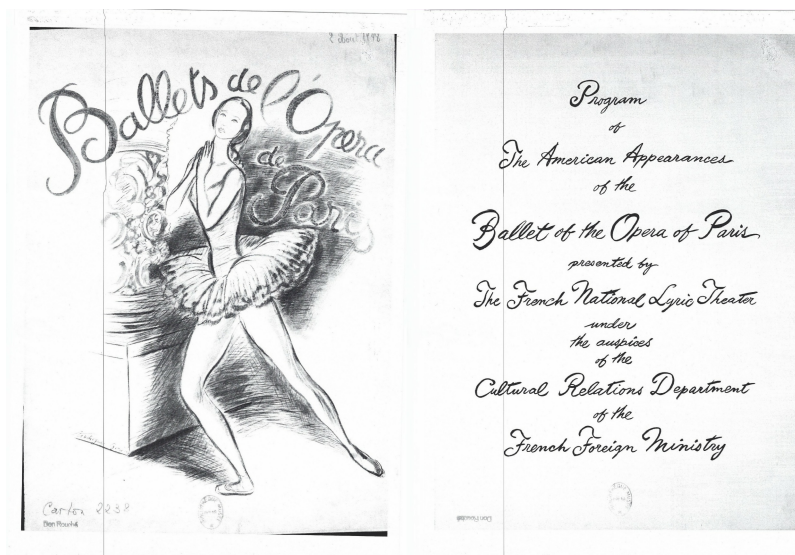 Ballets de l'Opéra
de
Paris
Carton 2238
Program
of
The American Appearances
of the
Ballet of the Opera of Paris
presented by
The French National Lyric Theater
under
the auspices
of the
Cultural Relations Department
of the
French Foreign Ministry